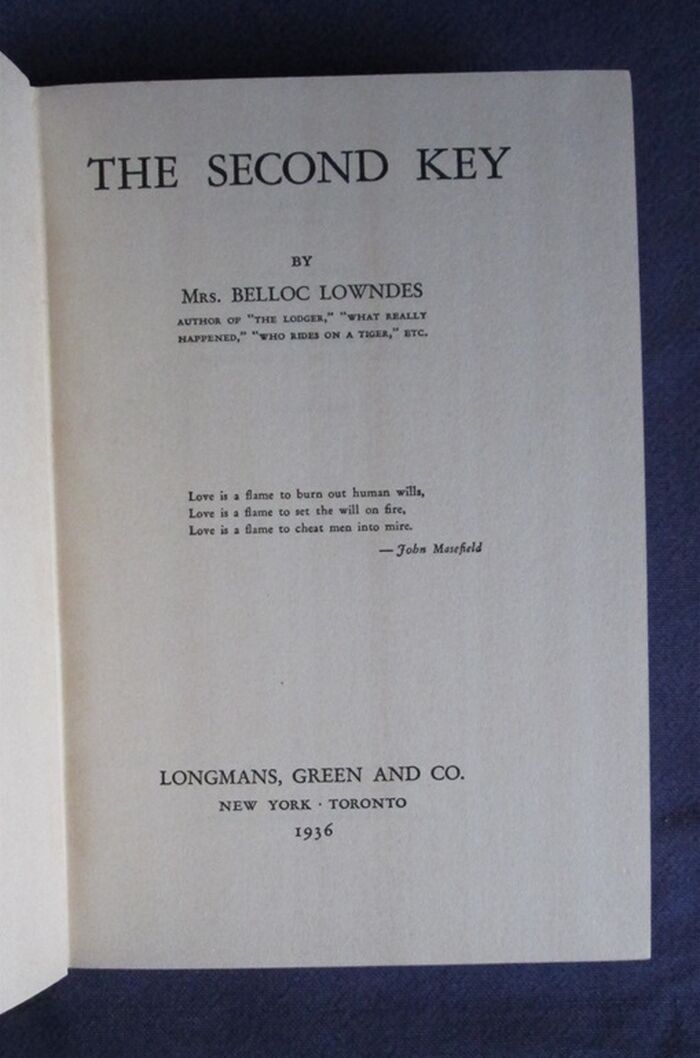 THE SECOND KEY
BY
MRS. BELLOC LOWNDES
AUTHOR OF "THE LODGER," "WHAT REALLY
HAPPENED," "WHO RIDES ON A TIGER," ETC.
Love is a flame to burn out human wills,
Love is a flame to set the will on fire,
Love is a flame to cheat men into mire.
— John Masefield
LONGMANS, GREEN AND CO.
NEW YORK · TORONTO
1936